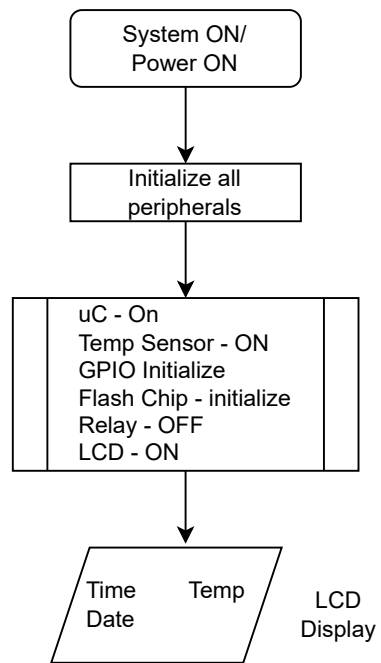 System ON/
Power ON
Initialize all
peripherals
uC - On
Temp Sensor - ON
GPIO Initialize
Flash Chip - initialize
Relay - OFF
LCD - ON
Time Temp
Date
LCD
Display